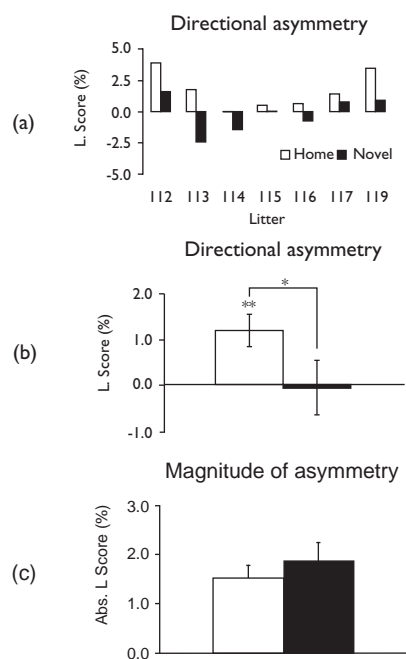 Directional asymmetry
(a)
L. Score (%)
5.0
2.5
0.0
-2.5
-5.0
Home Novel
112 113 114 115 116 117 119
Litter
Directional asymmetry
(b)
L. Score (%)
2.0
1.0
0.0
-1.0
*
**
Magnitude of asymmetry
(c)
Abs. L Score (%)
3.0
2.0
1.0
0.0